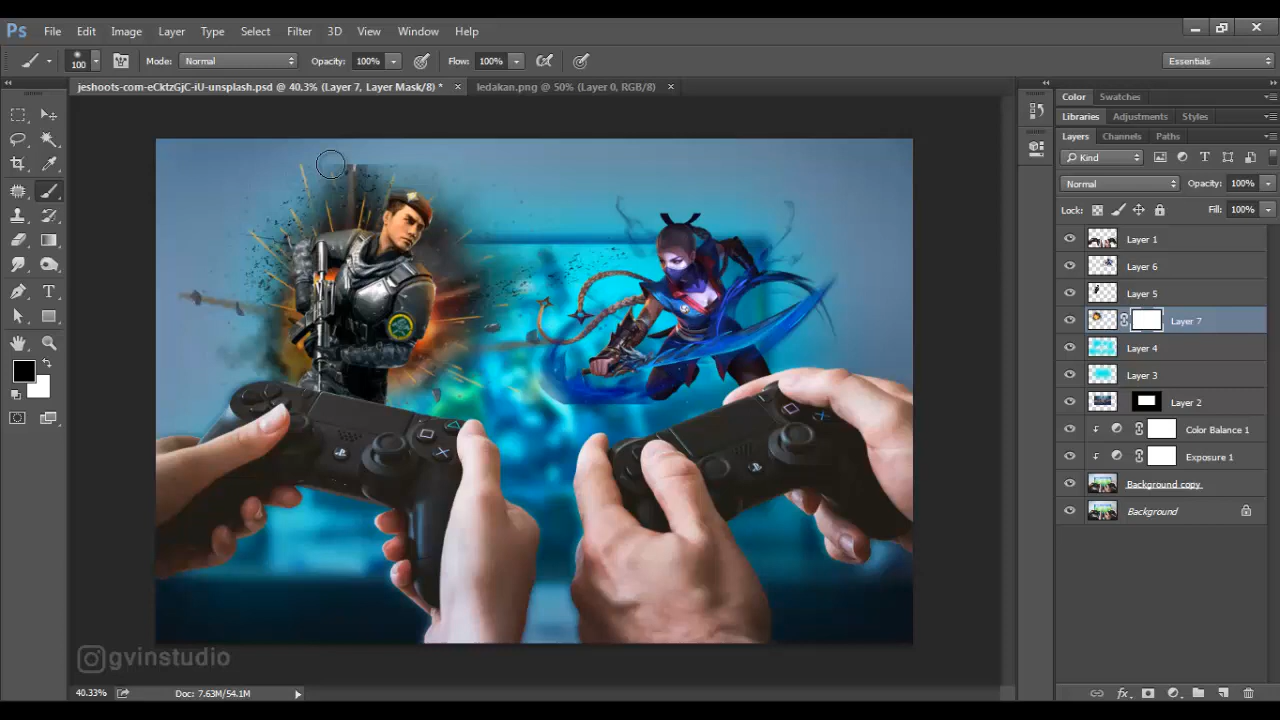 Ps File Edit Image Layer Type Select Filter 3D View Window Help
100 Mode: Normal Opacity: 100% Flow: 100% Essentials
jeshoots-com-eCktzGjC-iU-unsplash.psd @ 40.3% (Layer 7, Layer Mask/8) * × ledakan.png @ 50% (Layer 0, RGB/8) ×
Color Swatches
Libraries Adjustments Styles
Layers Channels Paths
Kind
Normal Opacity: 100%
Lock: Fill: 100%
Layer 1
Layer 6
Layer 5
Layer 7
Layer 4
Layer 3
Layer 2
Color Balance 1
Exposure 1
Background copy
Background
gvinstudio
40.33% Doc: 7.63M/54.1M